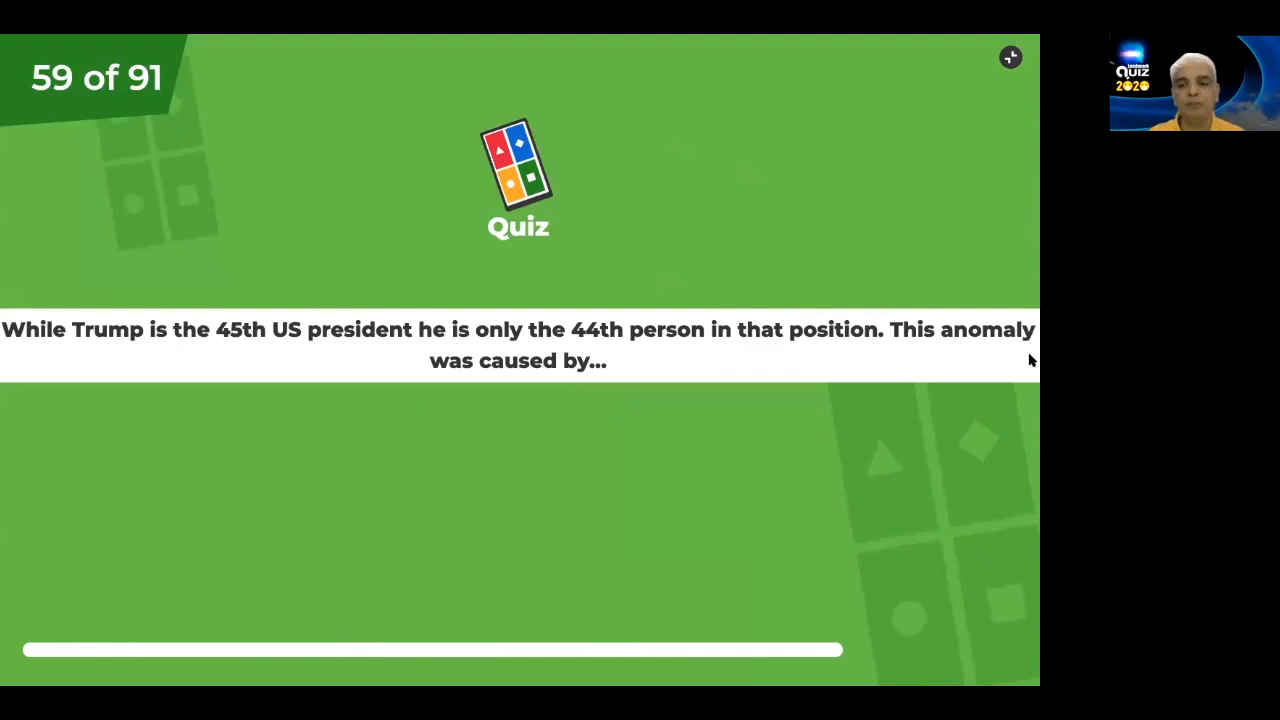 59 of 91
Quiz
While Trump is the 45th US president he is only the 44th person in that position. This anomaly
was caused by...
landmark
QUIZ
2020